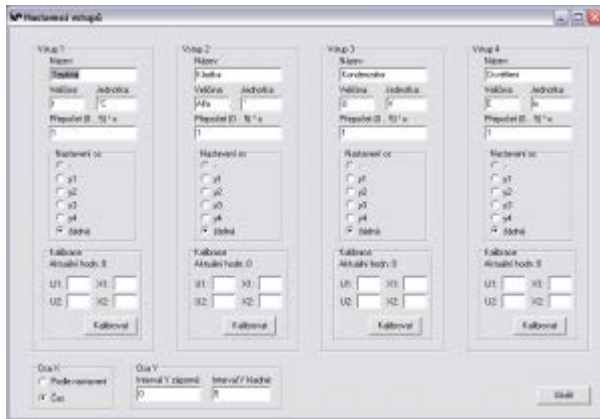 Nastavení vstupů
Vstup 1
Název
Teplota
Veličina Jednotka
t °C
Přepočet (0 .. 5) * x
1
Nastavení os
y1
y2
y3
y4
žádná
Kalibrace
Aktuální hodn.: 0
U1: X1:
U2: X2:
Kalibrovat
Vstup 2
Název
Kladka
Veličina Jednotka
Alfa °
Přepočet (0 .. 5) * x
1
Nastavení os
y1
y2
y3
y4
žádná
Kalibrace
Aktuální hodn.: 0
U1: X1:
U2: X2:
Kalibrovat
Vstup 3
Název
Kondenzátor
Veličina Jednotka
U V
Přepočet (0 .. 5) * x
1
Nastavení os
y1
y2
y3
y4
žádná
Kalibrace
Aktuální hodn.: 0
U1: X1:
U2: X2:
Kalibrovat
Vstup 4
Název
Osvětlení
Veličina Jednotka
E lx
Přepočet (0 .. 5) * x
1
Nastavení os
y1
y2
y3
y4
žádná
Kalibrace
Aktuální hodn.: 0
U1: X1:
U2: X2:
Kalibrovat
Osa X
Podle nastavení
Čas
Osa Y
Interval Y záporné Interval Y kladné
0